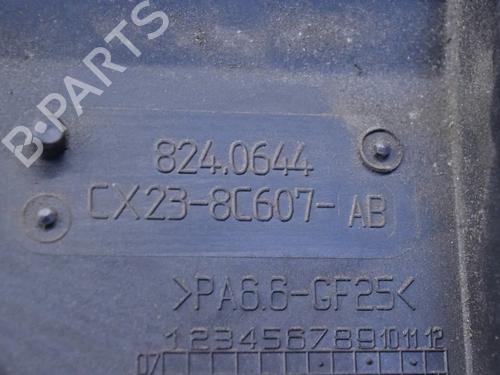 B-PARTS
824.0644
CX23-8C607-AB
>PA6.6-GF25<
1 2 3 4 5 6 7 8 9 10 11 12
07